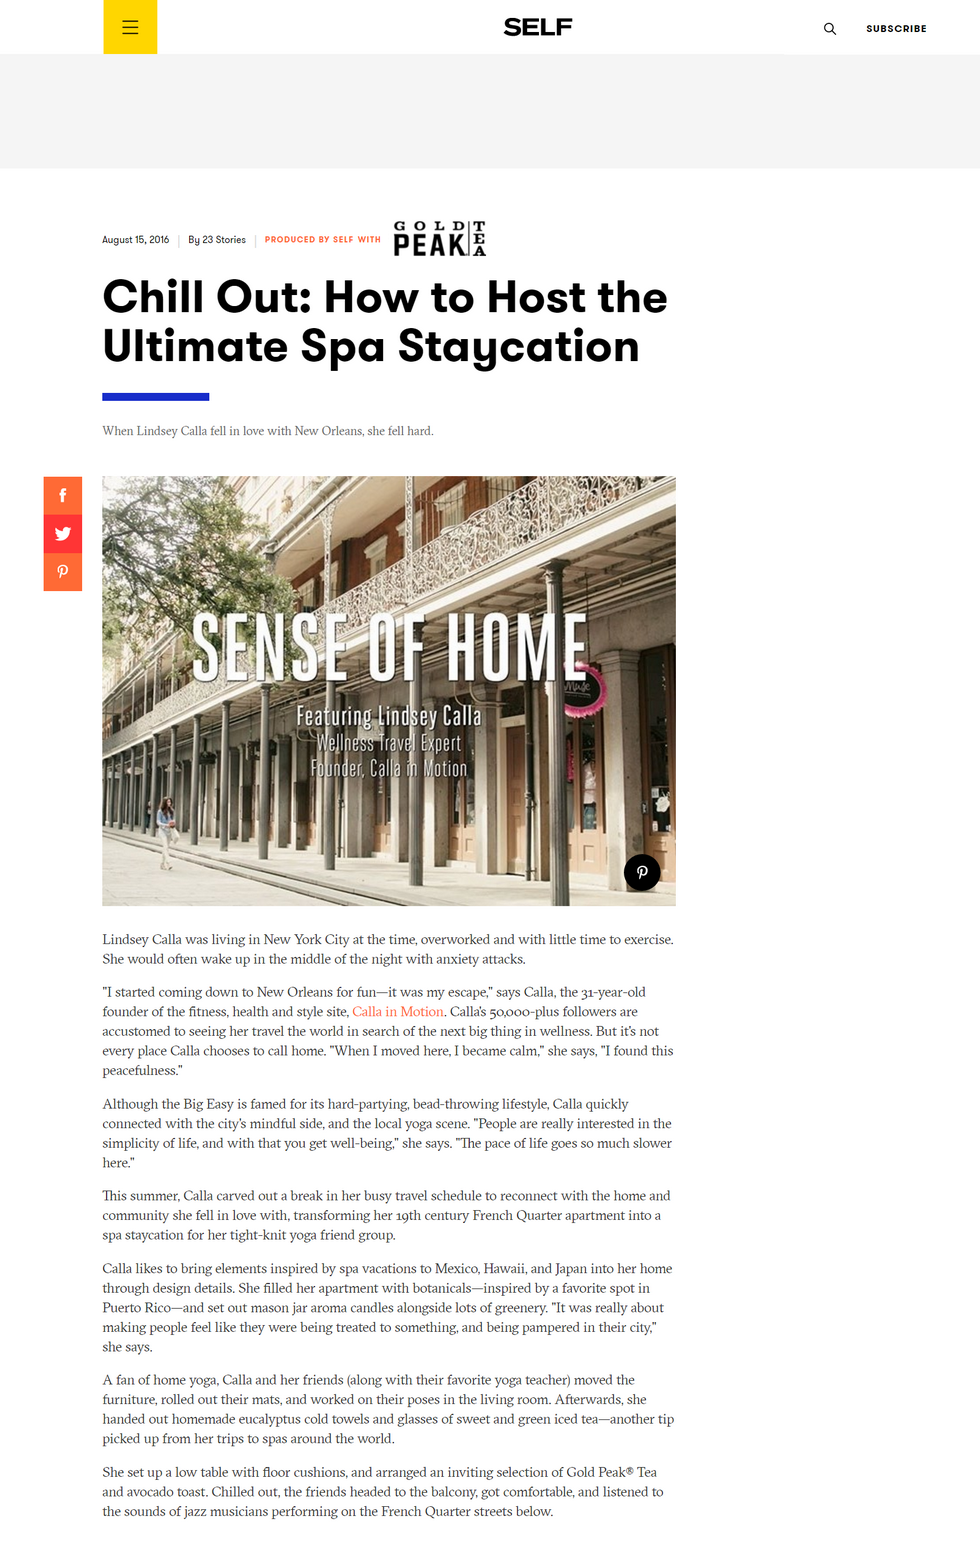 SELF
SUBSCRIBE
August 15, 2016 | By 23 Stories | PRODUCED BY SELF WITH GOLD PEAK TEA
Chill Out: How to Host the
Ultimate Spa Staycation
When Lindsey Calla fell in love with New Orleans, she fell hard.
SENSE OF HOME
Muse
Featuring Lindsey Calla
Wellness Travel Expert
Founder, Calla in Motion
Lindsey Calla was living in New York City at the time, overworked and with little time to exercise.
She would often wake up in the middle of the night with anxiety attacks.
"I started coming down to New Orleans for fun—it was my escape," says Calla, the 31-year-old
founder of the fitness, health and style site, Calla in Motion. Calla's 50,000-plus followers are
accustomed to seeing her travel the world in search of the next big thing in wellness. But it's not
every place Calla chooses to call home. "When I moved here, I became calm," she says, "I found this
peacefulness."
Although the Big Easy is famed for its hard-partying, bead-throwing lifestyle, Calla quickly
connected with the city's mindful side, and the local yoga scene. "People are really interested in the
simplicity of life, and with that you get well-being," she says. "The pace of life goes so much slower
here."
This summer, Calla carved out a break in her busy travel schedule to reconnect with the home and
community she fell in love with, transforming her 19th century French Quarter apartment into a
spa staycation for her tight-knit yoga friend group.
Calla likes to bring elements inspired by spa vacations to Mexico, Hawaii, and Japan into her home
through design details. She filled her apartment with botanicals—inspired by a favorite spot in
Puerto Rico—and set out mason jar aroma candles alongside lots of greenery. "It was really about
making people feel like they were being treated to something, and being pampered in their city,"
she says.
A fan of home yoga, Calla and her friends (along with their favorite yoga teacher) moved the
furniture, rolled out their mats, and worked on their poses in the living room. Afterwards, she
handed out homemade eucalyptus cold towels and glasses of sweet and green iced tea—another tip
picked up from her trips to spas around the world.
She set up a low table with floor cushions, and arranged an inviting selection of Gold Peak® Tea
and avocado toast. Chilled out, the friends headed to the balcony, got comfortable, and listened to
the sounds of jazz musicians performing on the French Quarter streets below.